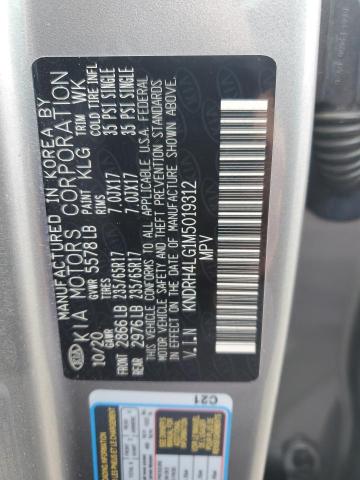 MANUFACTURED IN KOREA BY
KIA MOTORS CORPORATION
10/20 GVWR 5578LB PAINT KLG TRIM WK
GAWR TIRES RIMS COLD TIRE INFL
FRONT 2866LB 235/65R17 7.00X17 35 PSI SINGLE
REAR 2976LB 235/65R17 7.00X17 35 PSI SINGLE
THIS VEHICLE CONFORMS TO ALL APPLICABLE U.S.A. FEDERAL
MOTOR VEHICLE SAFETY AND THEFT PREVENTION STANDARDS
IN EFFECT ON THE DATE OF MANUFACTURE SHOWN ABOVE.
V.I.N KNDRH4LG1M5019312
MPV
C21